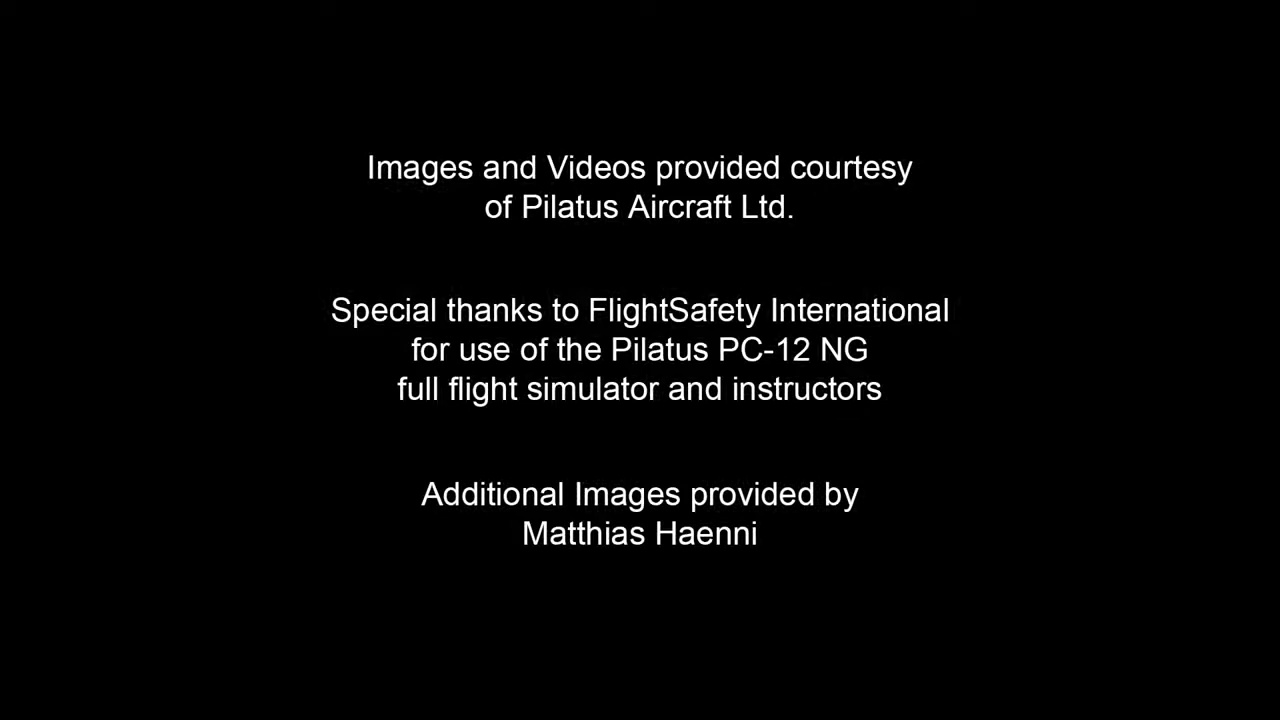 Images and Videos provided courtesy
of Pilatus Aircraft Ltd.
Special thanks to FlightSafety International
for use of the Pilatus PC-12 NG
full flight simulator and instructors
Additional Images provided by
Matthias Haenni